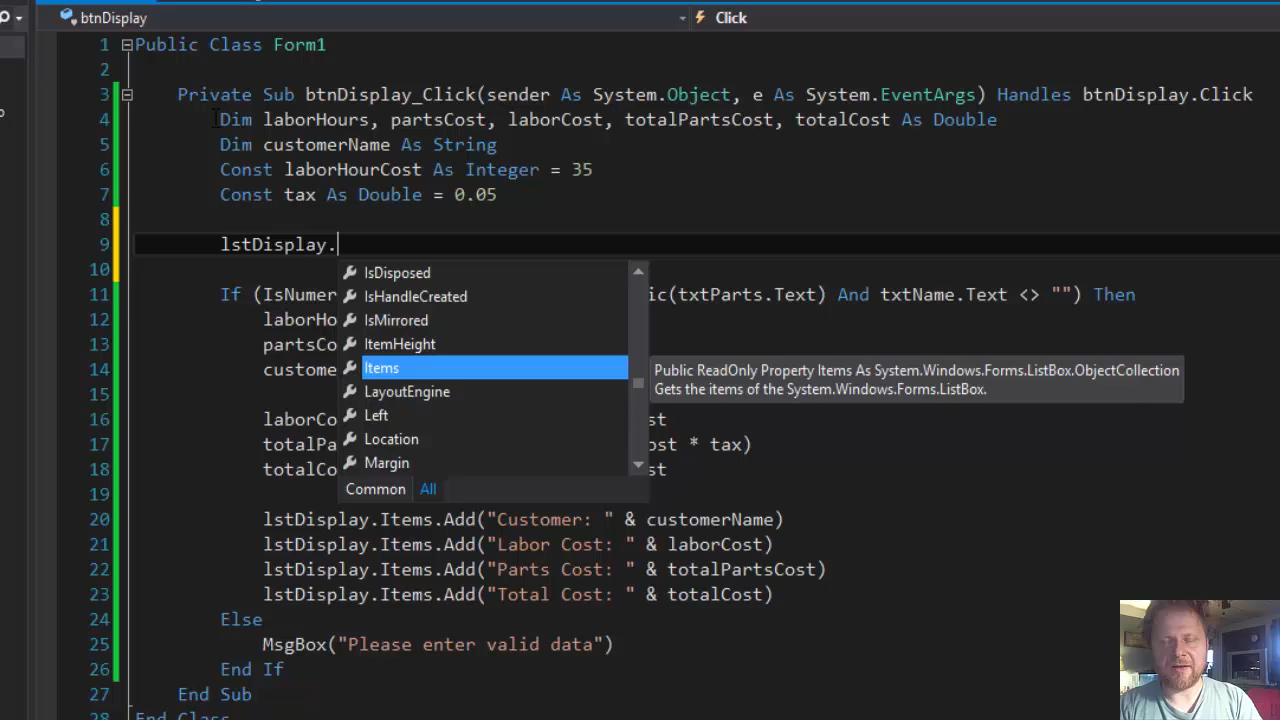 btnDisplay
Click
1 Public Class Form1
2
3 Private Sub btnDisplay_Click(sender As System.Object, e As System.EventArgs) Handles btnDisplay.Click
4 Dim laborHours, partsCost, laborCost, totalPartsCost, totalCost As Double
5 Dim customerName As String
6 Const laborHourCost As Integer = 35
7 Const tax As Double = 0.05
8
9 lstDisplay.
10
IsDisposed
IsHandleCreated
IsMirrored
ItemHeight
Items
LayoutEngine
Left
Location
Margin
Common All
Public ReadOnly Property Items As System.Windows.Forms.ListBox.ObjectCollection
Gets the items of the System.Windows.Forms.ListBox.
11 If (IsNumer ic(txtParts.Text) And txtName.Text <> "") Then
12 laborHo
13 partsCo
14 custome
15
16 laborCo st
17 totalPa ost * tax)
18 totalCo st
19
20 lstDisplay.Items.Add("Customer: " & customerName)
21 lstDisplay.Items.Add("Labor Cost: " & laborCost)
22 lstDisplay.Items.Add("Parts Cost: " & totalPartsCost)
23 lstDisplay.Items.Add("Total Cost: " & totalCost)
24 Else
25 MsgBox("Please enter valid data")
26 End If
27 End Sub
28 End Class